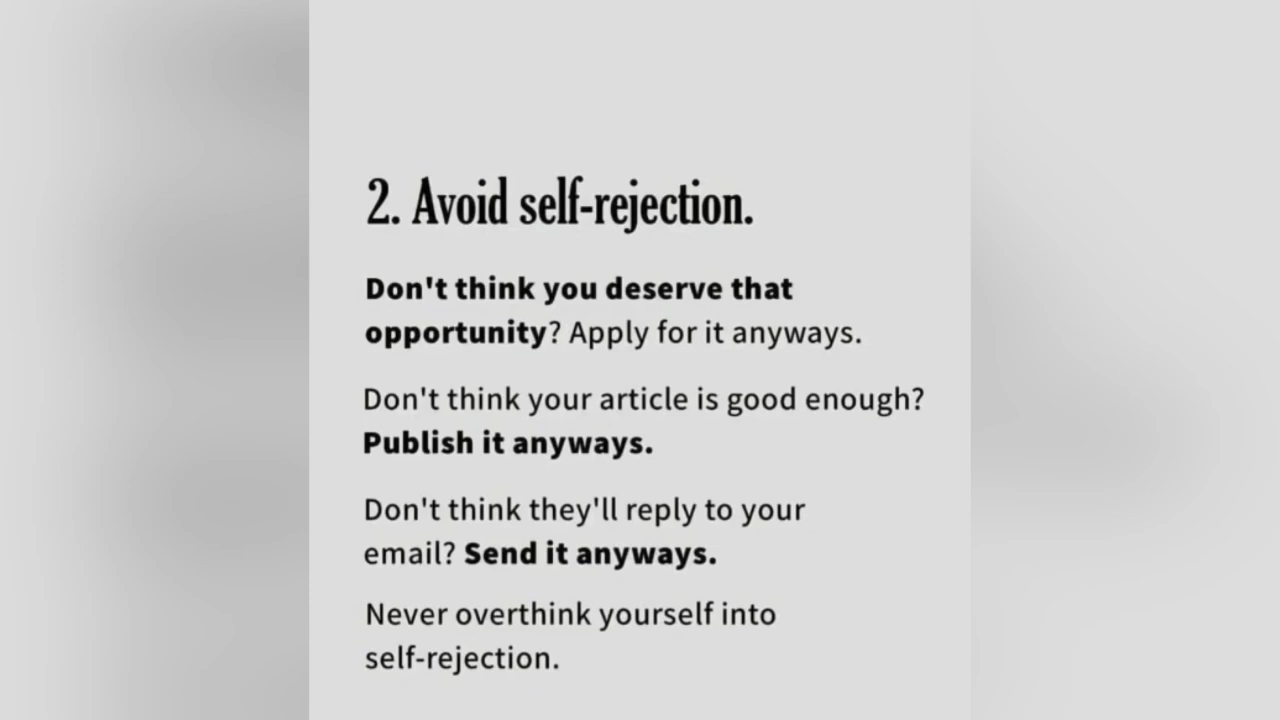 2. Avoid self-rejection.
Don't think you deserve that
opportunity? Apply for it anyways.
Don't think your article is good enough?
Publish it anyways.
Don't think they'll reply to your
email? Send it anyways.
Never overthink yourself into
self-rejection.